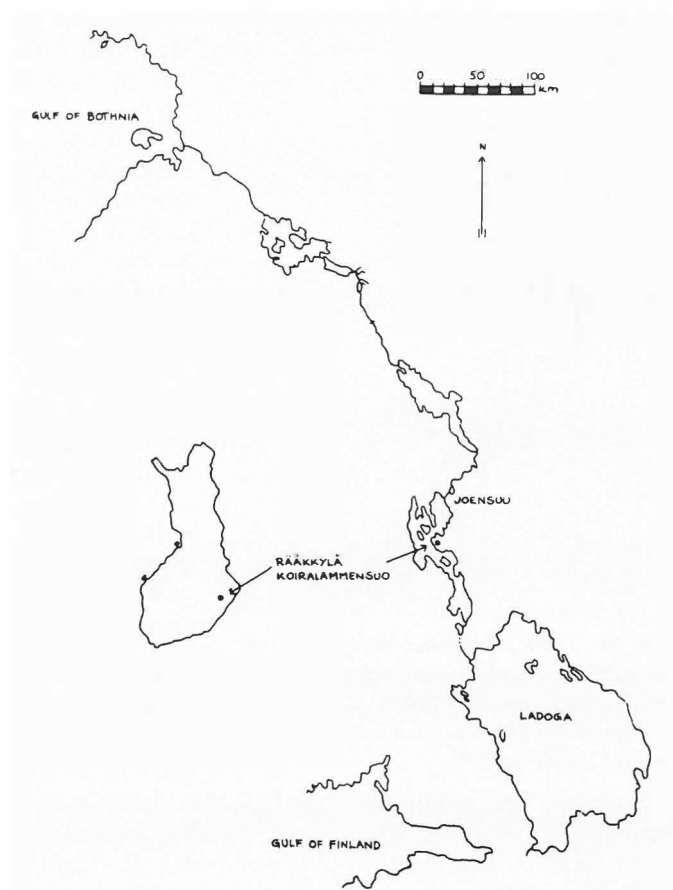 0 50 100
km
GULF OF BOTHNIA
N
JOENSUU
RÄÄKKYLÄ
KOIRALAMMENSUO
LADOGA
GULF OF FINLAND